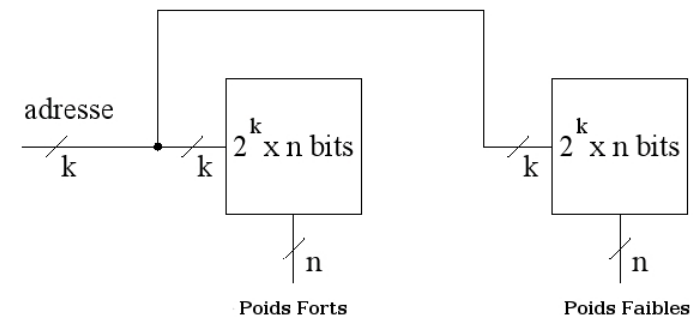 adresse
k
k
2^k x n bits
n
Poids Forts
k
2^k x n bits
n
Poids Faibles